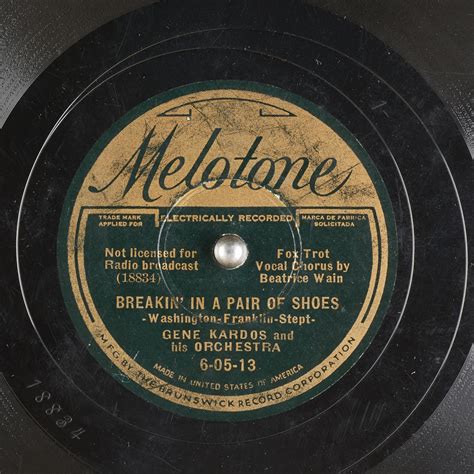 Melotone
TRADE MARK
APPLIED FOR
ELECTRICALLY RECORDED
MARCA DE FABRICA
SOLICITADA
Not licensed for
Radio broadcast
(18834)
Fox Trot
Vocal Chorus by
Beatrice Wain
BREAKIN' IN A PAIR OF SHOES
-Washington-Franklin-Stept-
GENE KARDOS and
his ORCHESTRA
6-05-13
MADE IN UNITED STATES OF AMERICA
MFG. BY THE BRUNSWICK RECORD CORPORATION
18834